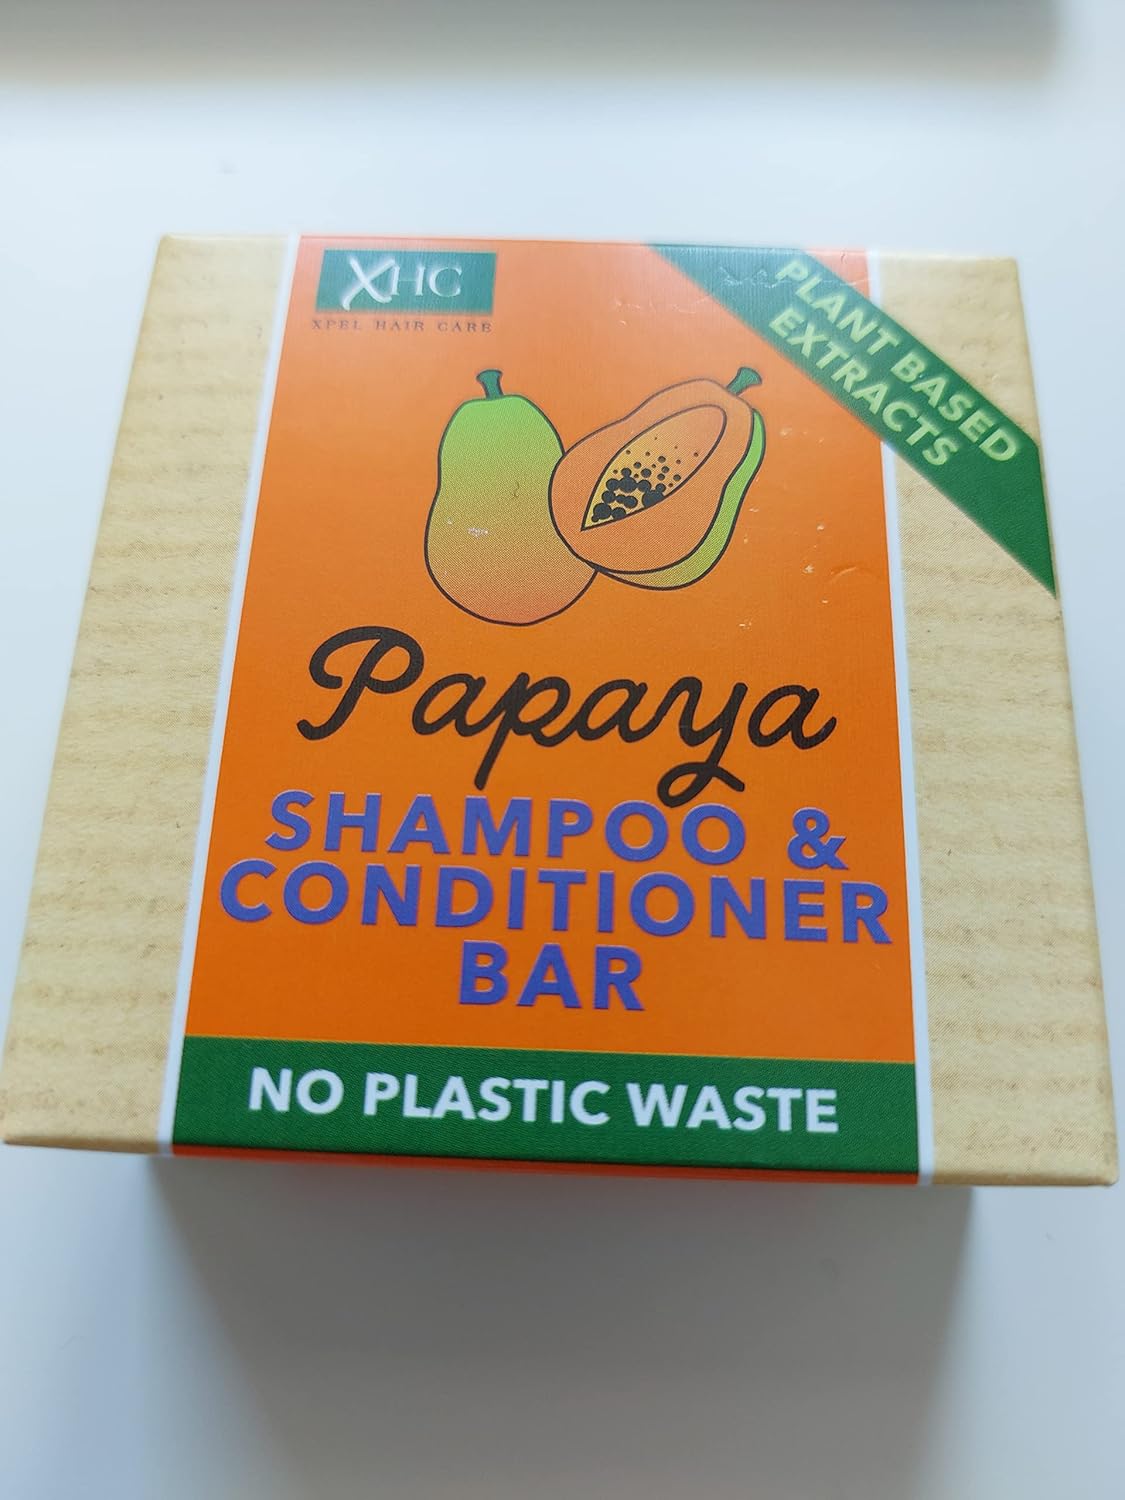 XHC
XPEL HAIR CARE
PLANT BASED
EXTRACTS
Papaya
SHAMPOO &
CONDITIONER
BAR
NO PLASTIC WASTE